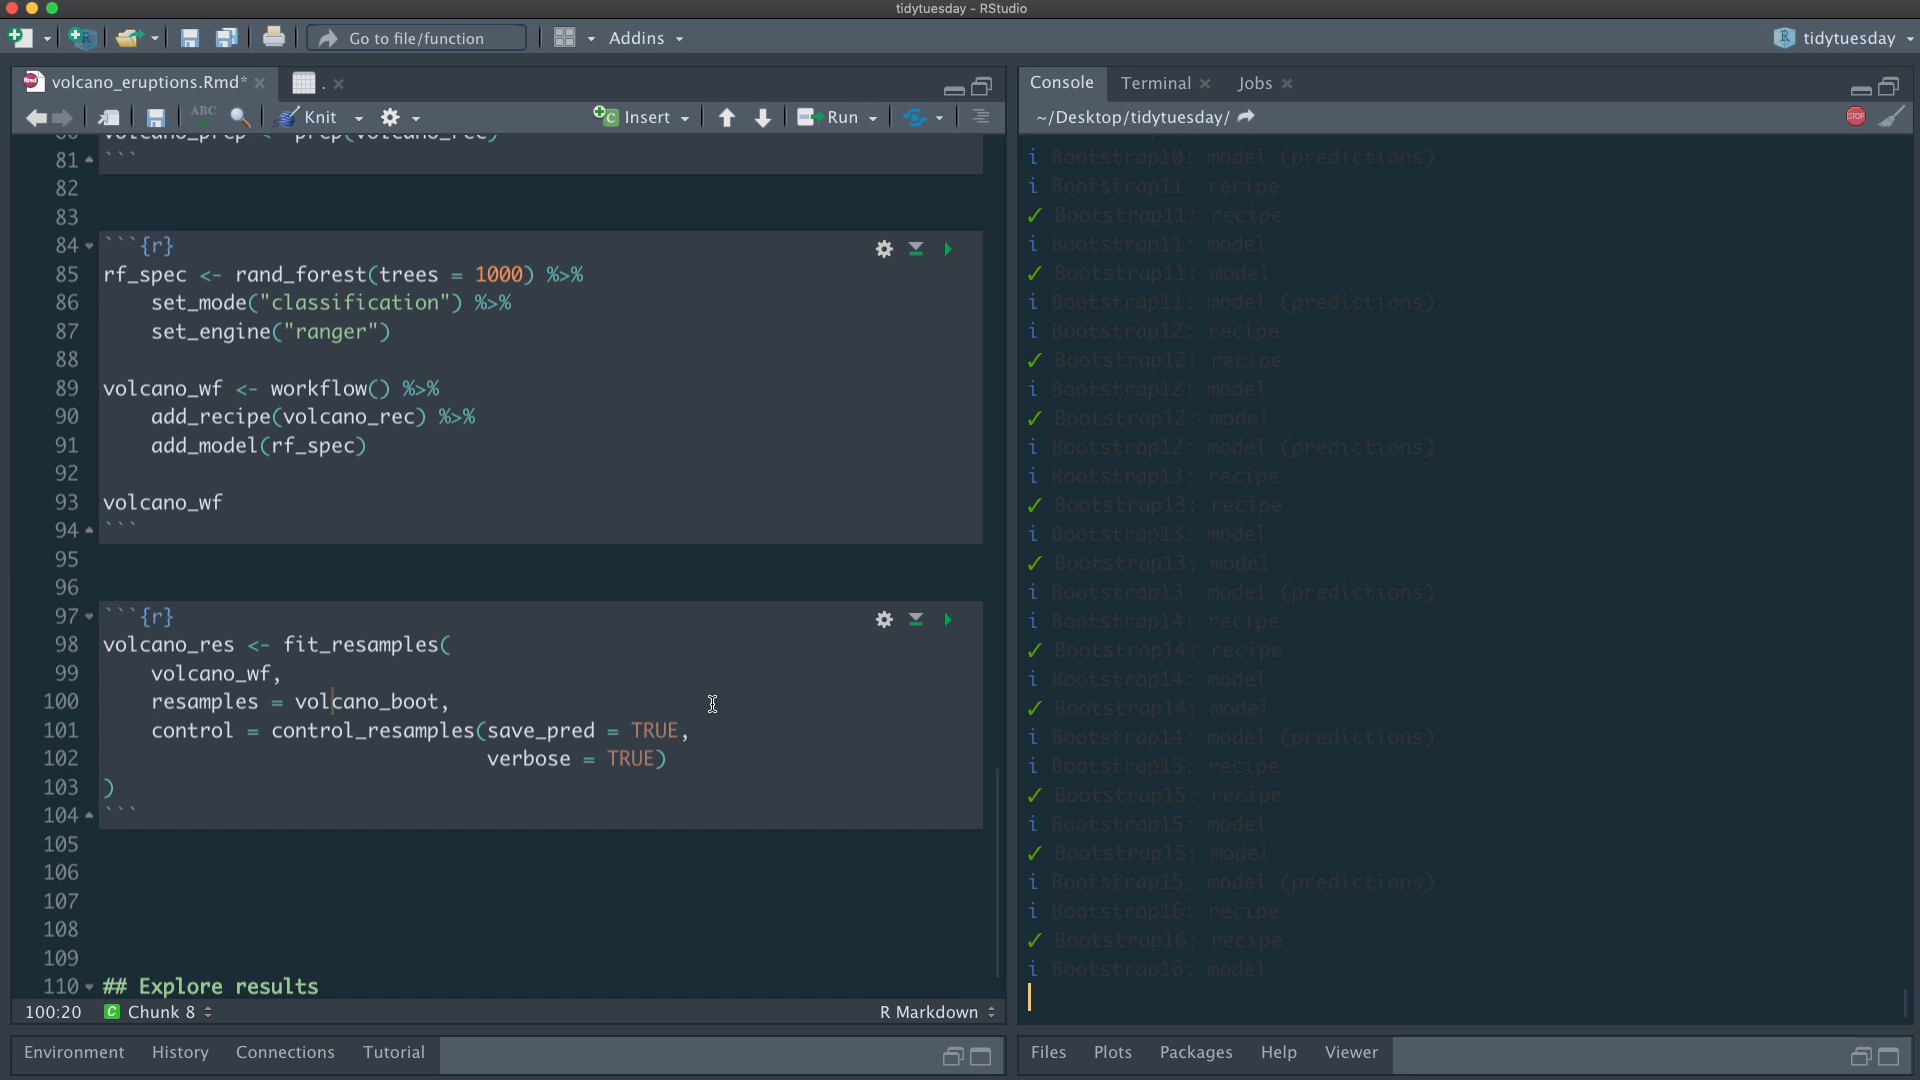 tidytuesday - RStudio
Go to file/function
Addins
tidytuesday
volcano_eruptions.Rmd*
.
ABC
Knit
Insert
Run
80 volcano_prep <- prep(volcano_rec)
81 ```
82
83
84 ```{r}
85 rf_spec <- rand_forest(trees = 1000) %>%
86 set_mode("classification") %>%
87 set_engine("ranger")
88
89 volcano_wf <- workflow() %>%
90 add_recipe(volcano_rec) %>%
91 add_model(rf_spec)
92
93 volcano_wf
94 ```
95
96
97 ```{r}
98 volcano_res <- fit_resamples(
99 volcano_wf,
100 resamples = volcano_boot,
101 control = control_resamples(save_pred = TRUE,
102 verbose = TRUE)
103 )
104 ```
105
106
107
108
109
110 ## Explore results
100:20 C Chunk 8 R Markdown
Environment History Connections Tutorial
Console Terminal Jobs
~/Desktop/tidytuesday/
STOP
i Bootstrap10: model (predictions)
i Bootstrap11: recipe
✓ Bootstrap11: recipe
i Bootstrap11: model
✓ Bootstrap11: model
i Bootstrap11: model (predictions)
i Bootstrap12: recipe
✓ Bootstrap12: recipe
i Bootstrap12: model
✓ Bootstrap12: model
i Bootstrap12: model (predictions)
i Bootstrap13: recipe
✓ Bootstrap13: recipe
i Bootstrap13: model
✓ Bootstrap13: model
i Bootstrap13: model (predictions)
i Bootstrap14: recipe
✓ Bootstrap14: recipe
i Bootstrap14: model
✓ Bootstrap14: model
i Bootstrap14: model (predictions)
i Bootstrap15: recipe
✓ Bootstrap15: recipe
i Bootstrap15: model
✓ Bootstrap15: model
i Bootstrap15: model (predictions)
i Bootstrap16: recipe
✓ Bootstrap16: recipe
i Bootstrap16: model
Files Plots Packages Help Viewer